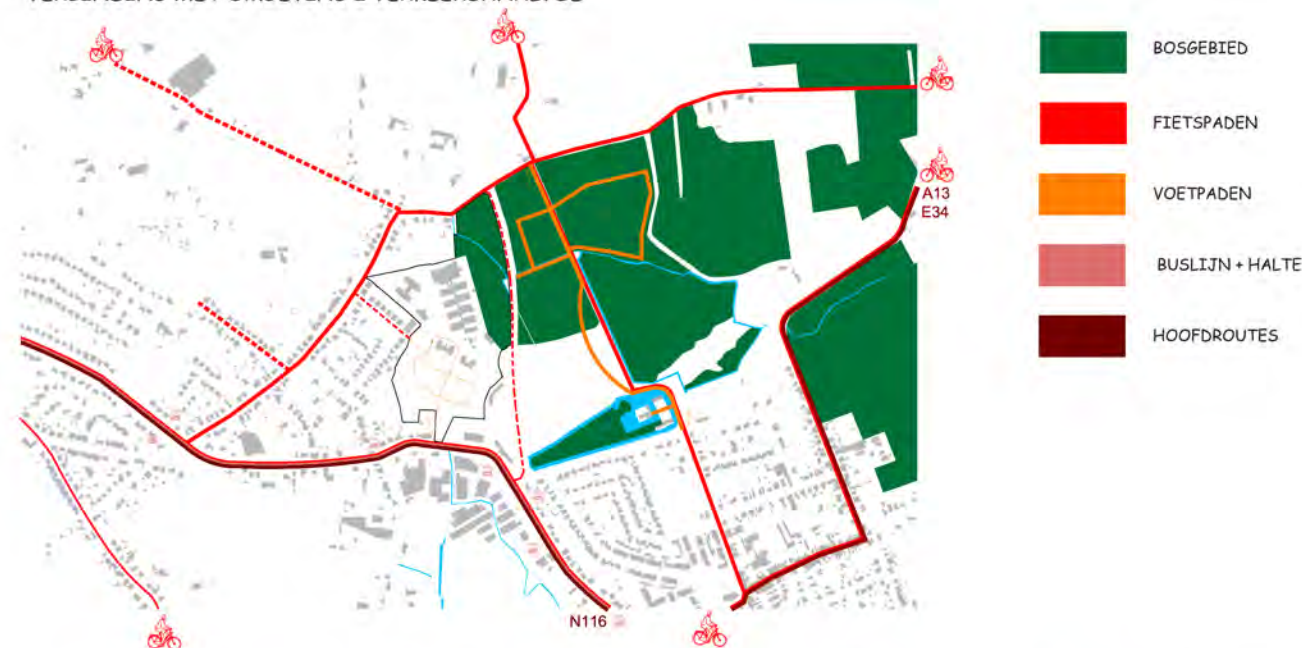 BOSGEBIED
FIETSPADEN
VOETPADEN
BUSLIJN + HALTE
HOOFDROUTES
A13
E34
N116